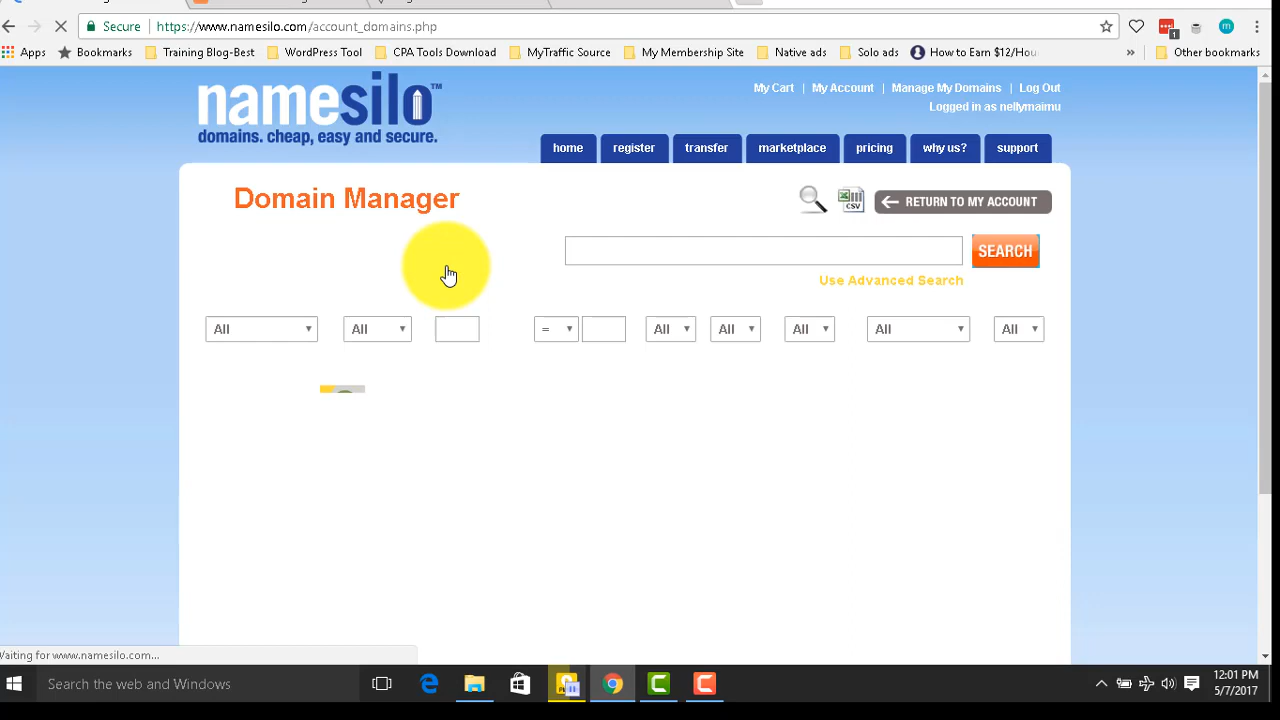 Secure https://www.namesilo.com/account_domains.php
1
Apps Bookmarks Training Blog-Best WordPress Tool CPA Tools Download MyTraffic Source My Membership Site Native ads Solo ads How to Earn $12/Hou » Other bookmarks
namesilo™
domains. cheap, easy and secure.
My Cart | My Account | Manage My Domains | Log Out
Logged in as nellymaimu
home register transfer marketplace pricing why us? support
Domain Manager
CSV
RETURN TO MY ACCOUNT
SEARCH
Use Advanced Search
All All = All All All All All
Waiting for www.namesilo.com...
Search the web and Windows
12:01 PM
5/7/2017